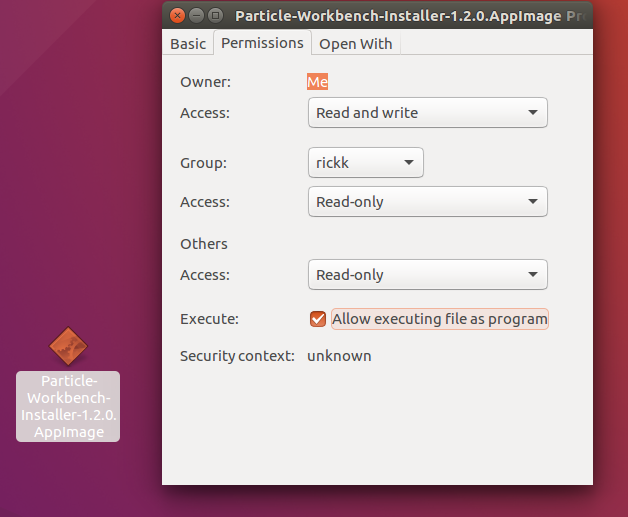 Particle-Workbench-Installer-1.2.0.AppImage Pr
Basic Permissions Open With
Owner: Me
Access: Read and write
Group: rickk
Access: Read-only
Others
Access: Read-only
Execute: Allow executing file as program
Security context: unknown
Particle-
Workbench-
Installer-1.2.0.
AppImage